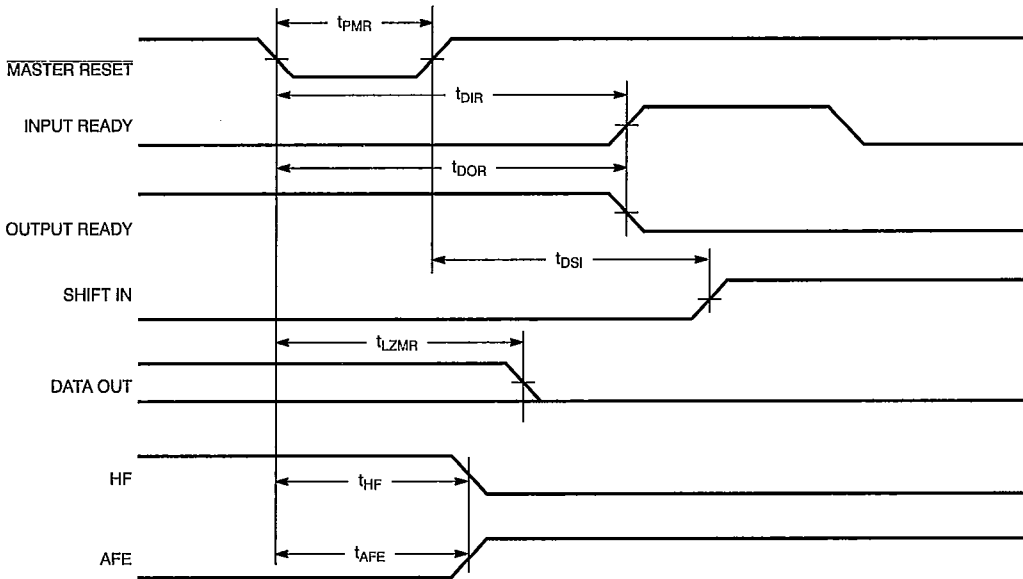 tPMR
MASTER RESET
tDIR
INPUT READY
tDOR
OUTPUT READY
tDSI
SHIFT IN
tLZMR
DATA OUT
HF
tHF
AFE
tAFE